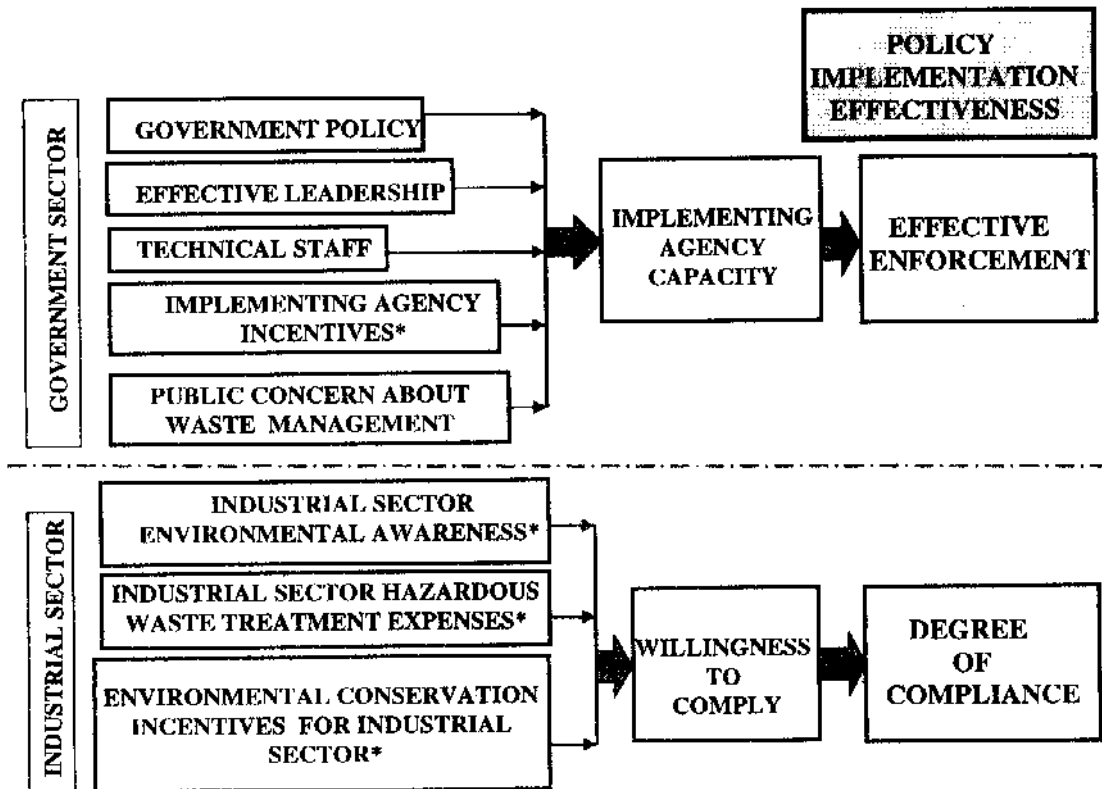 POLICY
IMPLEMENTATION
EFFECTIVENESS
GOVERNMENT SECTOR
GOVERNMENT POLICY
EFFECTIVE LEADERSHIP
TECHNICAL STAFF
IMPLEMENTING AGENCY
INCENTIVES*
PUBLIC CONCERN ABOUT
WASTE MANAGEMENT
IMPLEMENTING
AGENCY
CAPACITY
EFFECTIVE
ENFORCEMENT
INDUSTRIAL SECTOR
INDUSTRIAL SECTOR
ENVIRONMENTAL AWARENESS*
INDUSTRIAL SECTOR HAZARDOUS
WASTE TREATMENT EXPENSES*
ENVIRONMENTAL CONSERVATION
INCENTIVES FOR INDUSTRIAL
SECTOR*
WILLINGNESS
TO
COMPLY
DEGREE
OF
COMPLIANCE